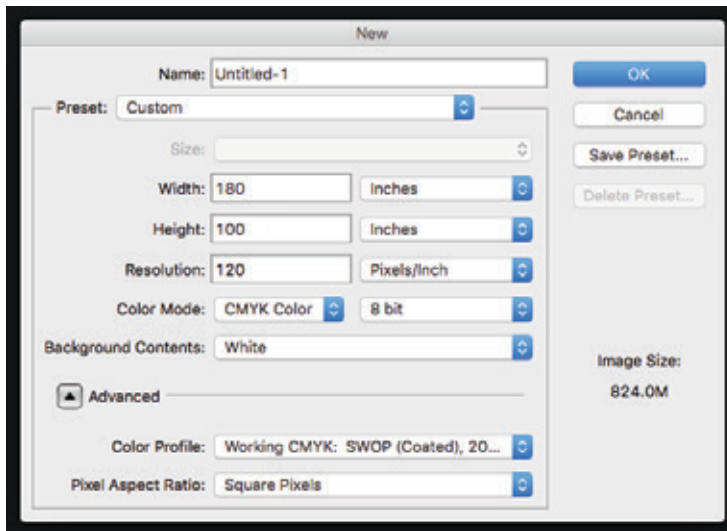 New
Name: Untitled-1
OK
Preset: Custom
Cancel
Size:
Save Preset...
Width: 180 Inches
Delete Preset...
Height: 100 Inches
Resolution: 120 Pixels/Inch
Color Mode: CMYK Color 8 bit
Background Contents: White
Image Size:
824.0M
Advanced
Color Profile: Working CMYK: SWOP (Coated), 20...
Pixel Aspect Ratio: Square Pixels